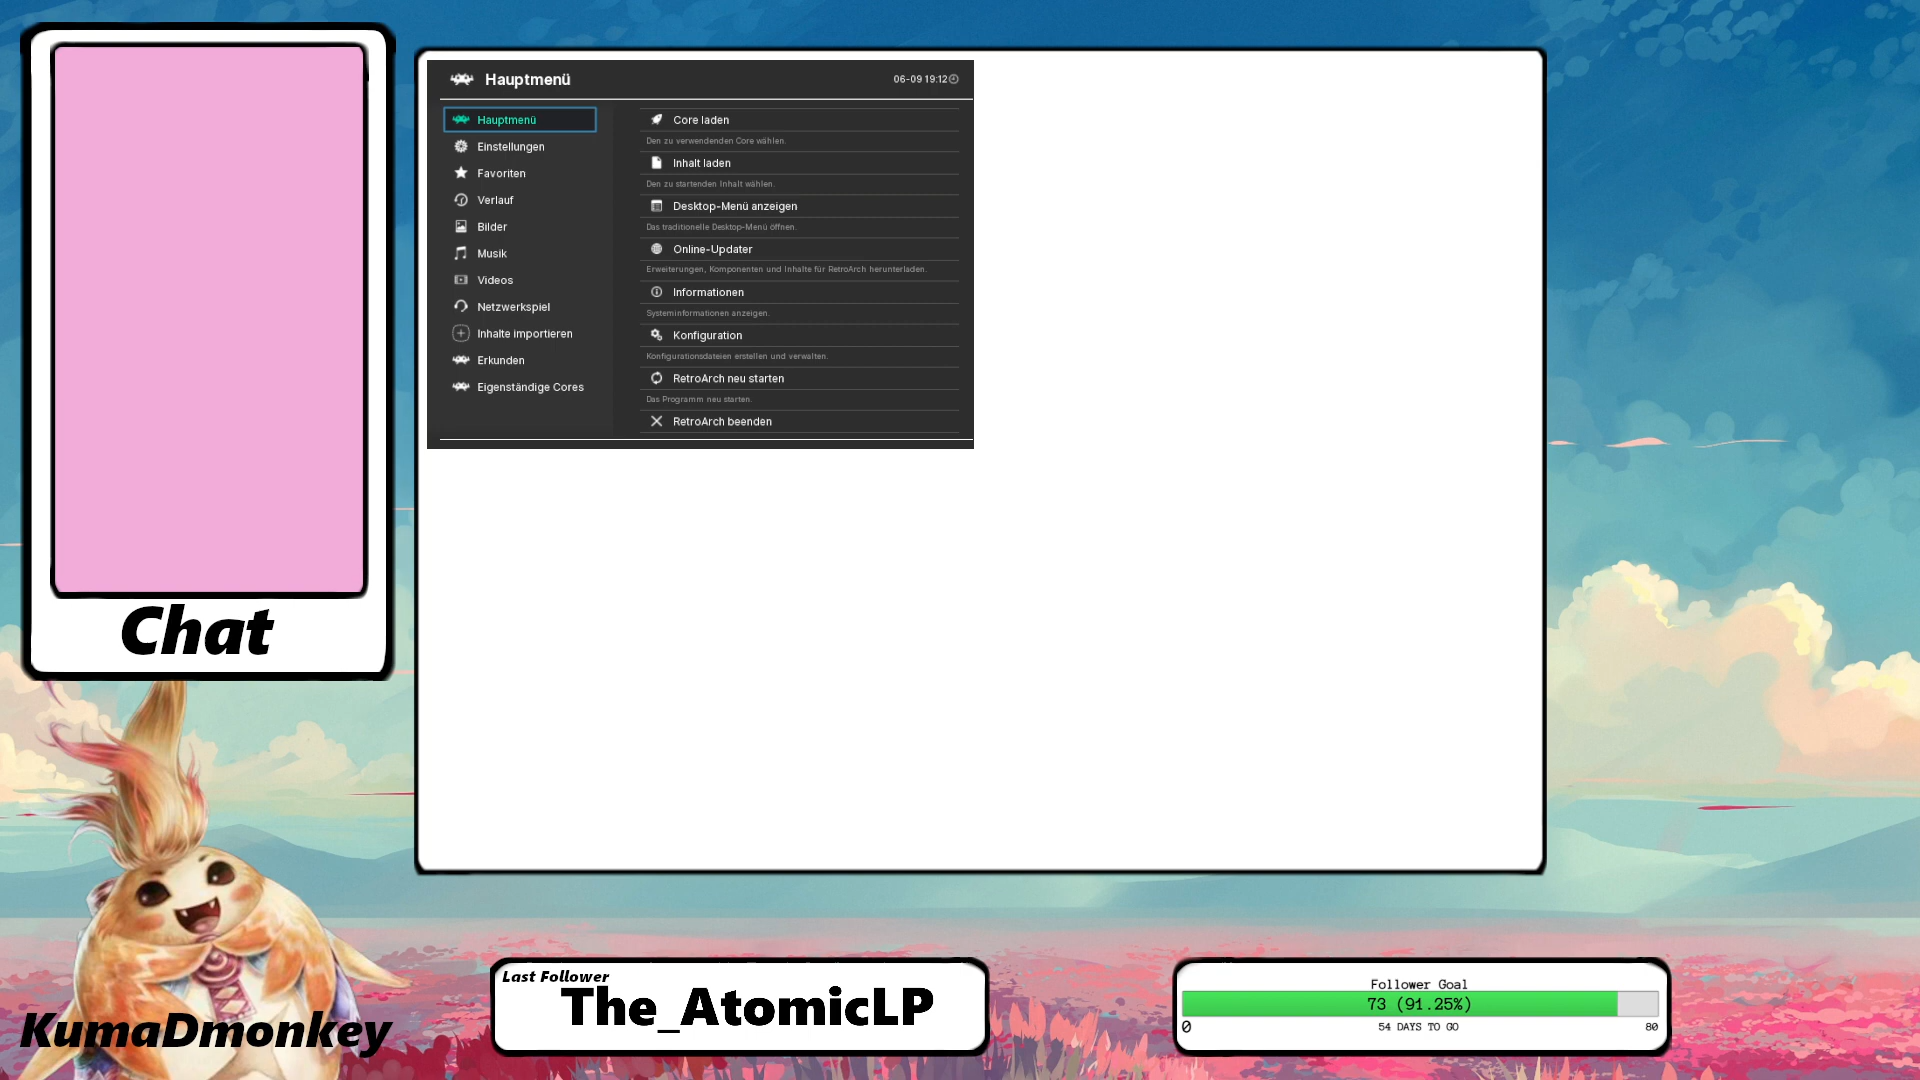 Hauptmenü
06-09 19:12
Hauptmenü
Einstellungen
Favoriten
Verlauf
Bilder
Musik
Videos
Netzwerkspiel
Inhalte importieren
Erkunden
Eigenständige Cores
Core laden
Den zu verwendenden Core wählen.
Inhalt laden
Den zu startenden Inhalt wählen.
Desktop-Menü anzeigen
Das traditionelle Desktop-Menü öffnen.
Online-Updater
Erweiterungen, Komponenten und Inhalte für RetroArch herunterladen.
Informationen
Systeminformationen anzeigen.
Konfiguration
Konfigurationsdateien erstellen und verwalten.
RetroArch neu starten
Das Programm neu starten.
RetroArch beenden
Chat
KumaDmonkey
Last Follower
The_AtomicLP
Follower Goal
73 (91.25%)
0 54 DAYS TO GO 80